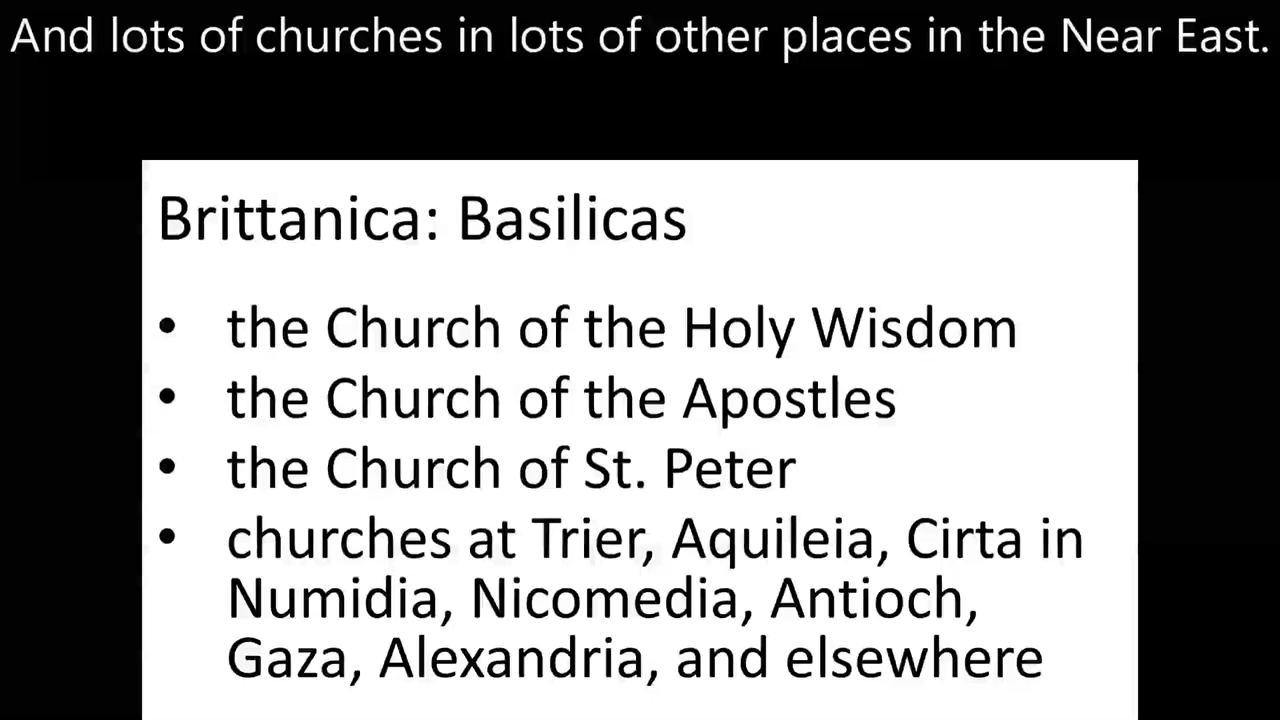 And lots of churches in lots of other places in the Near East.
Brittanica: Basilicas
• the Church of the Holy Wisdom
• the Church of the Apostles
• the Church of St. Peter
• churches at Trier, Aquileia, Cirta in
Numidia, Nicomedia, Antioch,
Gaza, Alexandria, and elsewhere